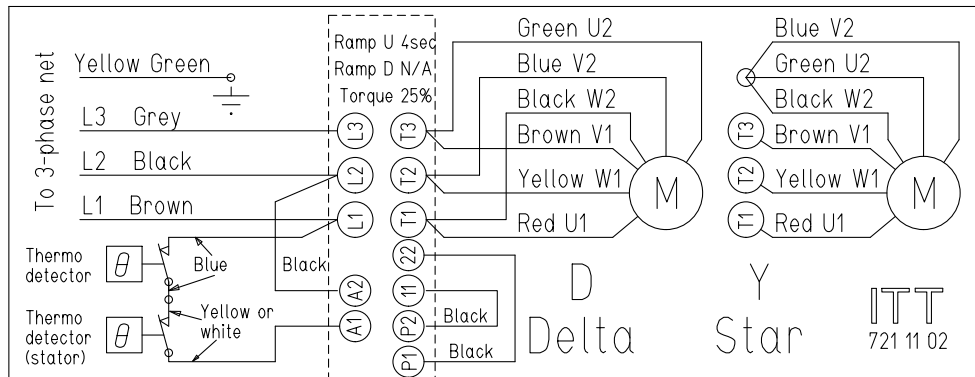 To 3-phase net
Yellow Green
L3 Grey
L2 Black
L1 Brown
Thermo
detector
θ
Blue
Black
Thermo
detector
(stator)
θ
Yellow or
white
Ramp U 4sec
Ramp D N/A
Torque 25%
L3
T3
L2
T2
L1
T1
22
A2
11
A1
P2
P1
Black
Black
Green U2
Blue V2
Black W2
Brown V1
Yellow W1
Red U1
M
D
Delta
Blue V2
Green U2
Black W2
T3
Brown V1
T2
Yellow W1
T1
Red U1
M
Y
Star
ITT
721 11 02